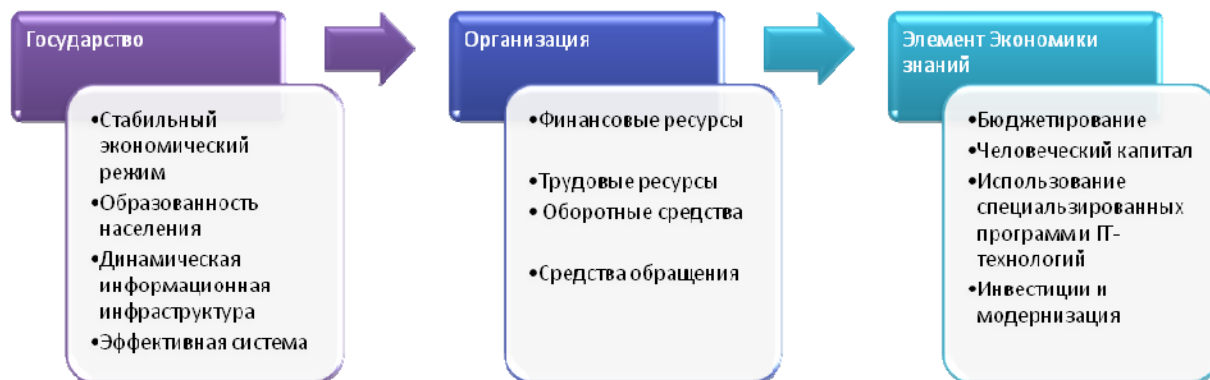 Государство
Организация
Элемент Экономики
знаний
•Стабильный
экономический
режим
•Образованность
населения
•Динамическая
информационная
инфраструктура
•Эффективная система
•Финансовые ресурсы
•Трудовые ресурсы
• Оборотные средства
•Средства обращения
•Бюджетирование
•Человеческий капитал
•Использование
специальзированных
программ и IT-
технологий
•Инвестиции и
модернизация